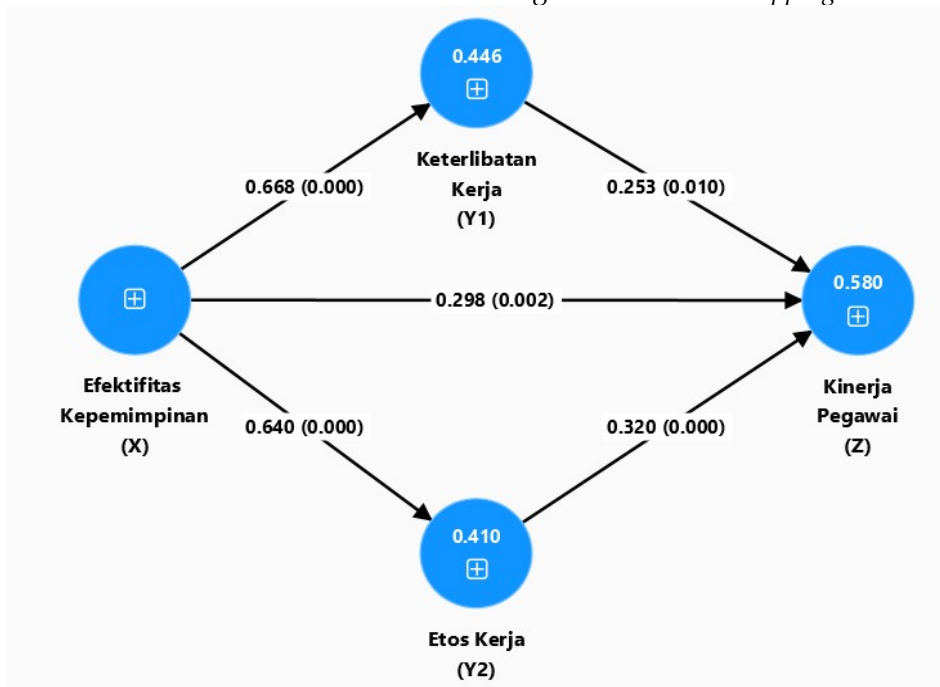 0.446
Keterlibatan
Kerja
(Y1)
0.668 (0.000)
0.253 (0.010)
0.298 (0.002)
0.580
Efektifitas
Kepemimpinan
(X)
Kinerja
Pegawai
(Z)
0.640 (0.000)
0.320 (0.000)
0.410
Etos Kerja
(Y2)